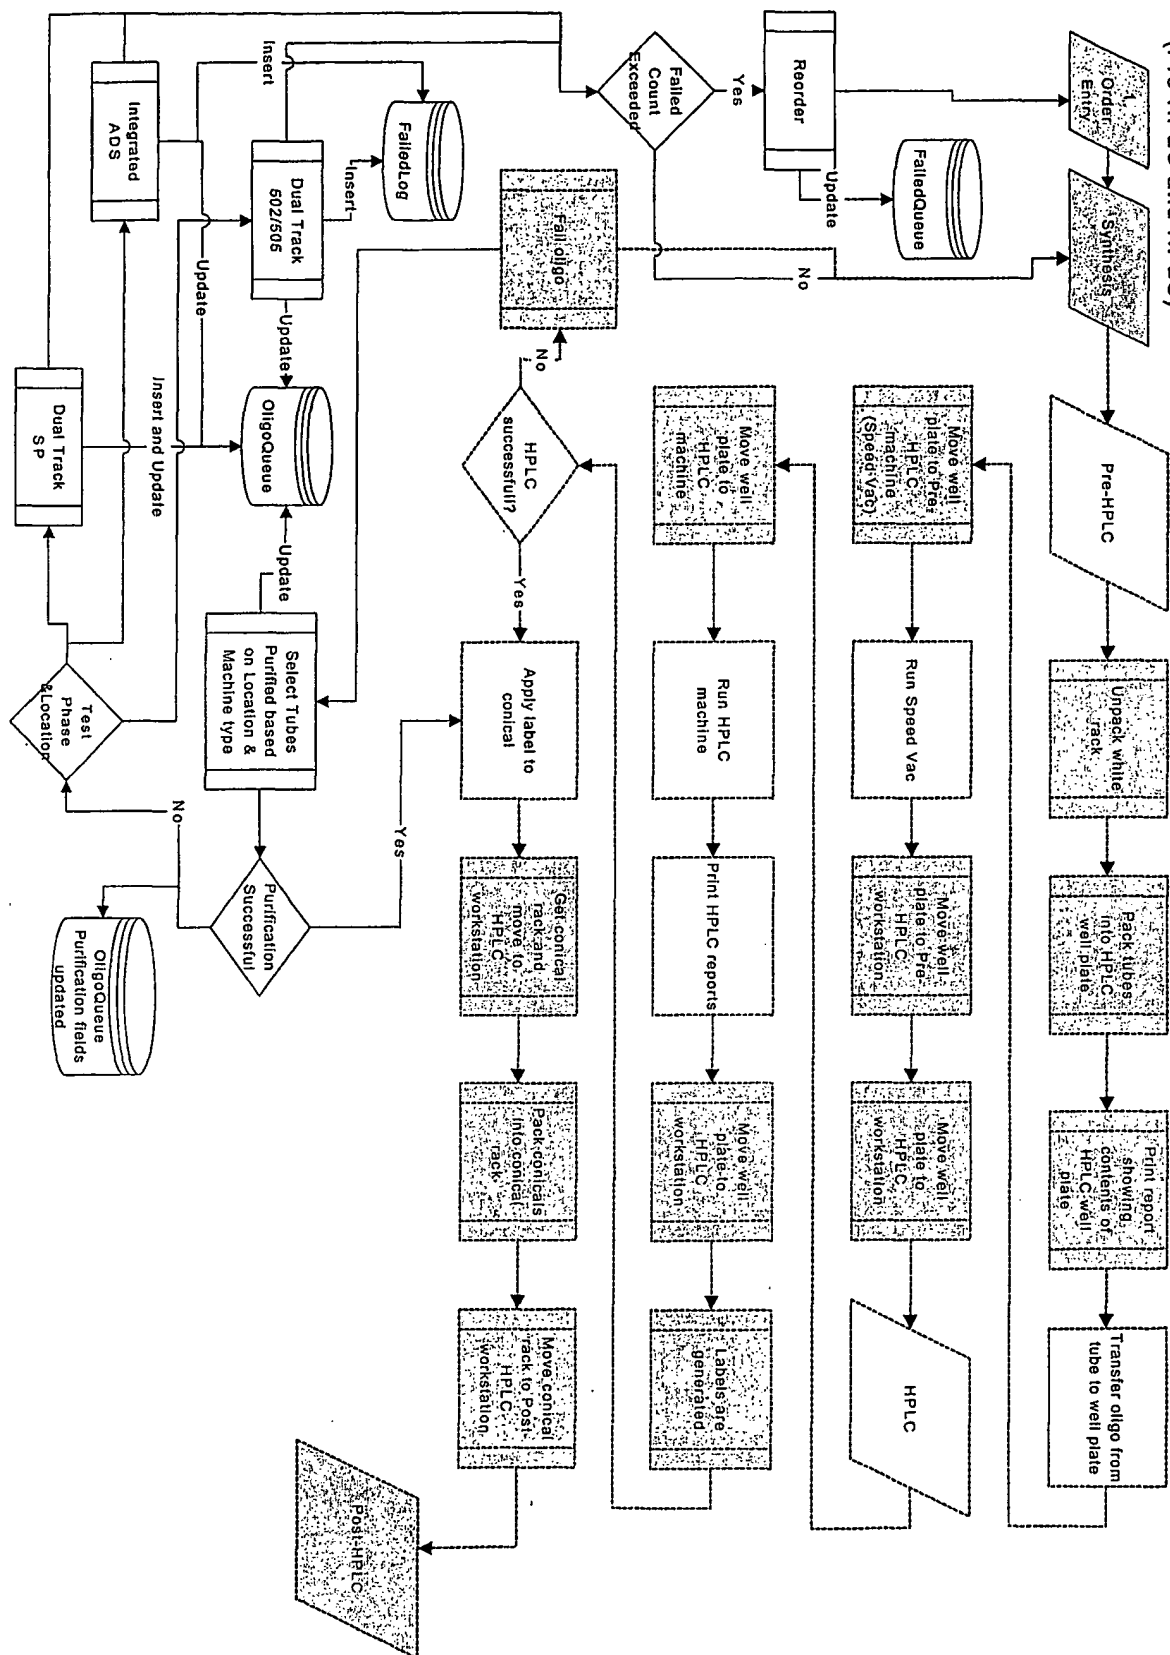 1.
Order
Entry
Synthesis
Pre-HPLC
Unpack white
rack
Pack tubes
into HPLC
well plate
Print report
showing
contents of
HPLC well
plate
Transfer oligo from
tube to well plate
Move well
plate to Pre-
HPLC
machine
(Speed Vac)
Run Speed Vac
Move well
plate to Pre-
HPLC
workstation
Move well
plate to
HPLC
workstation
HPLC
Move well
plate to
HPLC
machine
Run HPLC
machine
Print HPLC reports
Move well
plate to
HPLC
workstation
Labels are
generated
HPLC
successful?
No
Yes
Fail oligo
Apply label to
conical
Get conical
rack and
move to
HPLC
workstation
Pack conicals
into conical
rack
Move conical
rack to Post-
HPLC
workstation
Post-HPLC
Reorder
Update
FailedQueue
Yes
Failed
Count
Exceeded
No
FailedLog
Insert
Insert
Dual Track
502/505
Update
Integrated
ADS
Update
OligoQueue
Update
Dual Track
SP
Insert and Update
Select Tubes
Purified based
on Location &
Machine type
Test
Phase
&Location
Purification
Successful
Yes
No
OligoQueue
Purification fields
updated